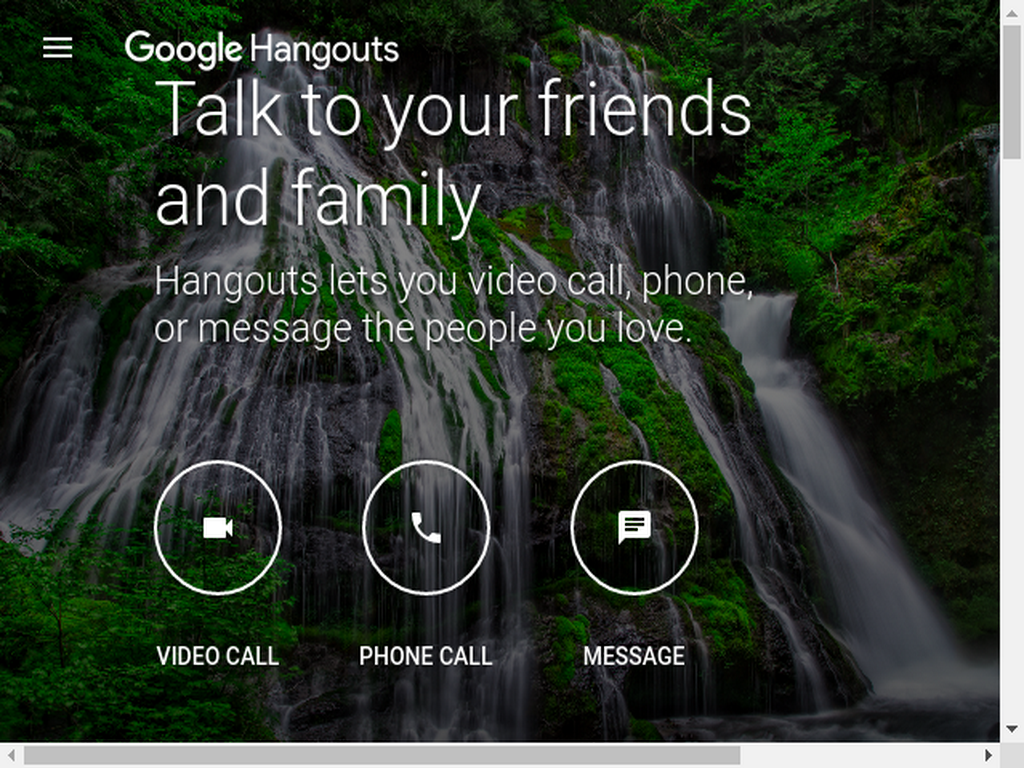 Google Hangouts
Talk to your friends
and family
Hangouts lets you video call, phone,
or message the people you love.
VIDEO CALL
PHONE CALL
MESSAGE